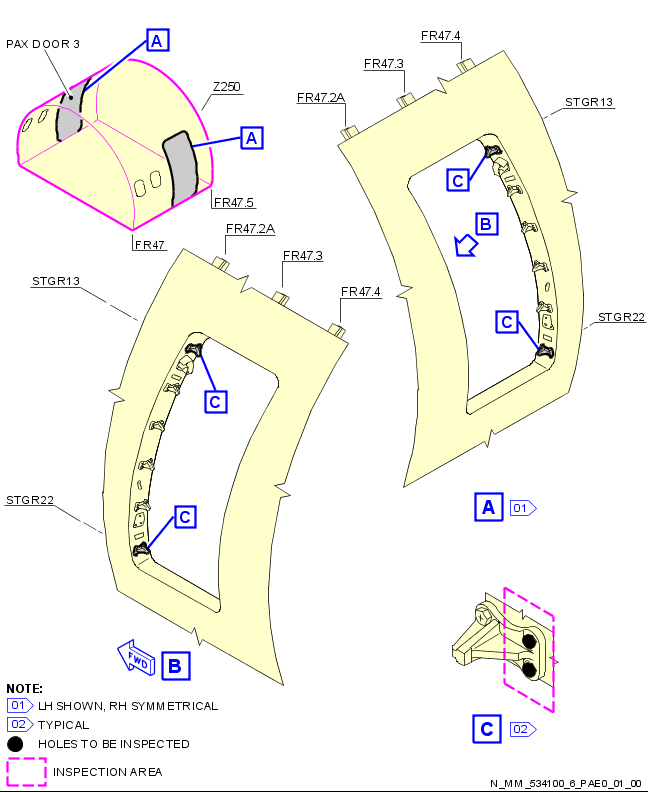 PAX DOOR 3
A
Z250
A
FR47.5
FR47
FR47.4
FR47.3
FR47.2A
STGR13
C
B
C
STGR22
A 01
FR47.2A
FR47.3
FR47.4
STGR13
C
STGR22
C
FWD
B
C 02
NOTE:
01 LH SHOWN, RH SYMMETRICAL
02 TYPICAL
HOLES TO BE INSPECTED
INSPECTION AREA
N_MM_534100_6_PAE0_01_00